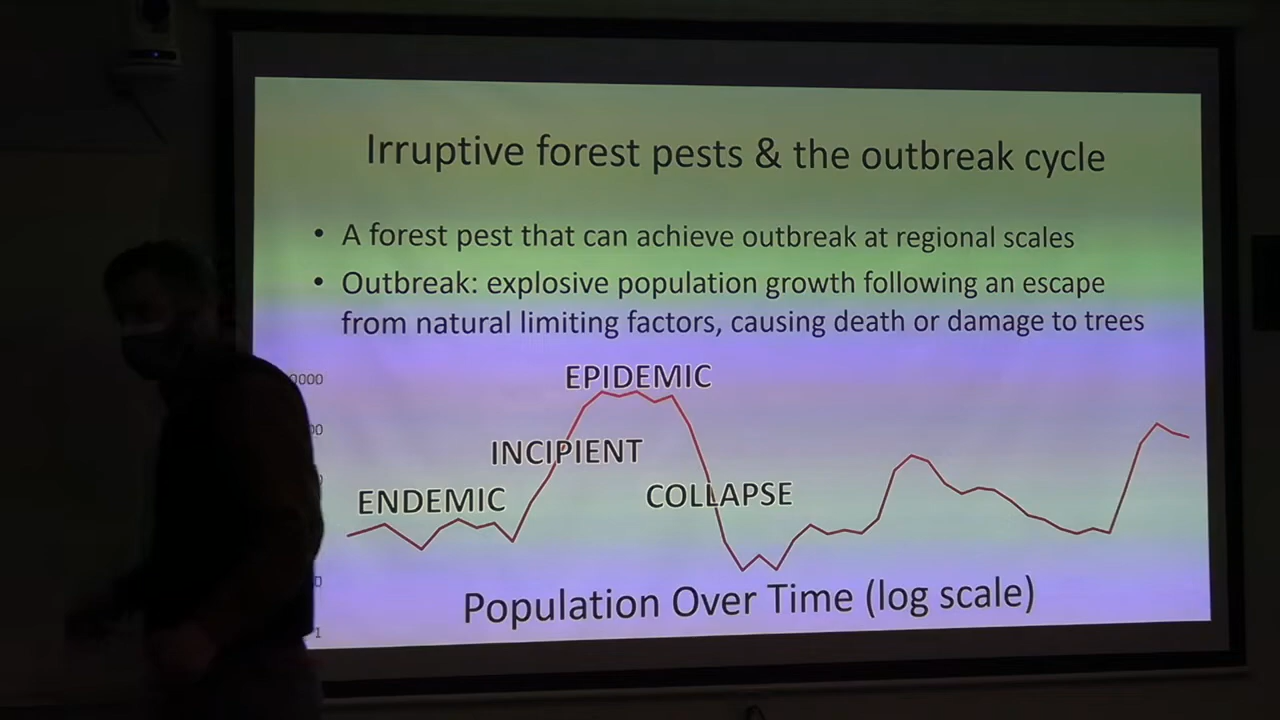 Irruptive forest pests & the outbreak cycle
• A forest pest that can achieve outbreak at regional scales
• Outbreak: explosive population growth following an escape
from natural limiting factors, causing death or damage to trees
EPIDEMIC
INCIPIENT
COLLAPSE
ENDEMIC
Population Over Time (log scale)
1